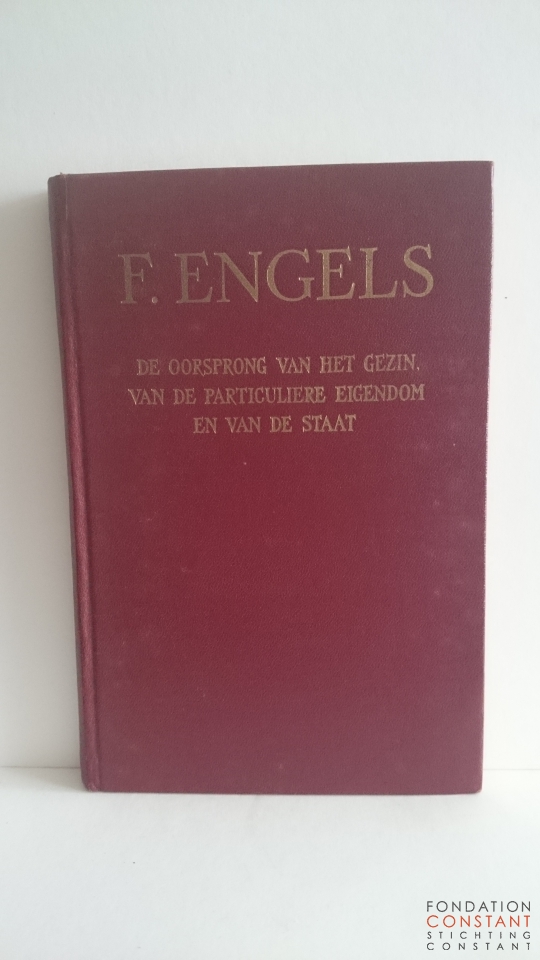 F. ENGELS
DE OORSPRONG VAN HET GEZIN,
VAN DE PARTICULIERE EIGENDOM
EN VAN DE STAAT
FONDATION
CONSTANT
STICHTING
CONSTANT